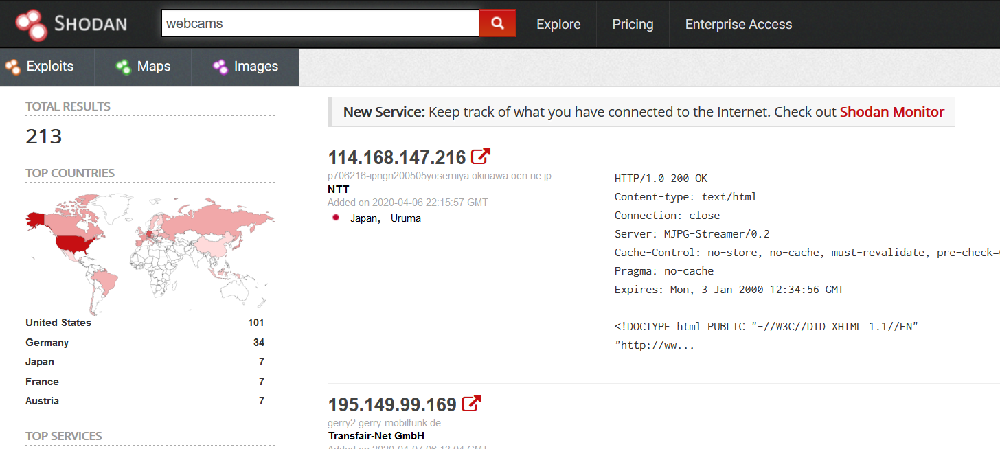 SHODAN
webcams
Explore
Pricing
Enterprise Access
Exploits
Maps
Images
TOTAL RESULTS
213
TOP COUNTRIES
United States 101
Germany 34
Japan 7
France 7
Austria 7
TOP SERVICES
New Service: Keep track of what you have connected to the Internet. Check out Shodan Monitor
114.168.147.216
p706216-ipngn200505yosemiya.okinawa.ocn.ne.jp
NTT
Added on 2020-04-06 22:15:57 GMT
Japan, Uruma
HTTP/1.0 200 OK
Content-type: text/html
Connection: close
Server: MJPG-Streamer/0.2
Cache-Control: no-store, no-cache, must-revalidate, pre-check=
Pragma: no-cache
Expires: Mon, 3 Jan 2000 12:34:56 GMT
<!DOCTYPE html PUBLIC "-//W3C//DTD XHTML 1.1//EN"
"http://ww...
195.149.99.169
gerry2.gerry-mobilfunk.de
Transfair-Net GmbH
Added on 2020-04-07 06:12:04 GMT